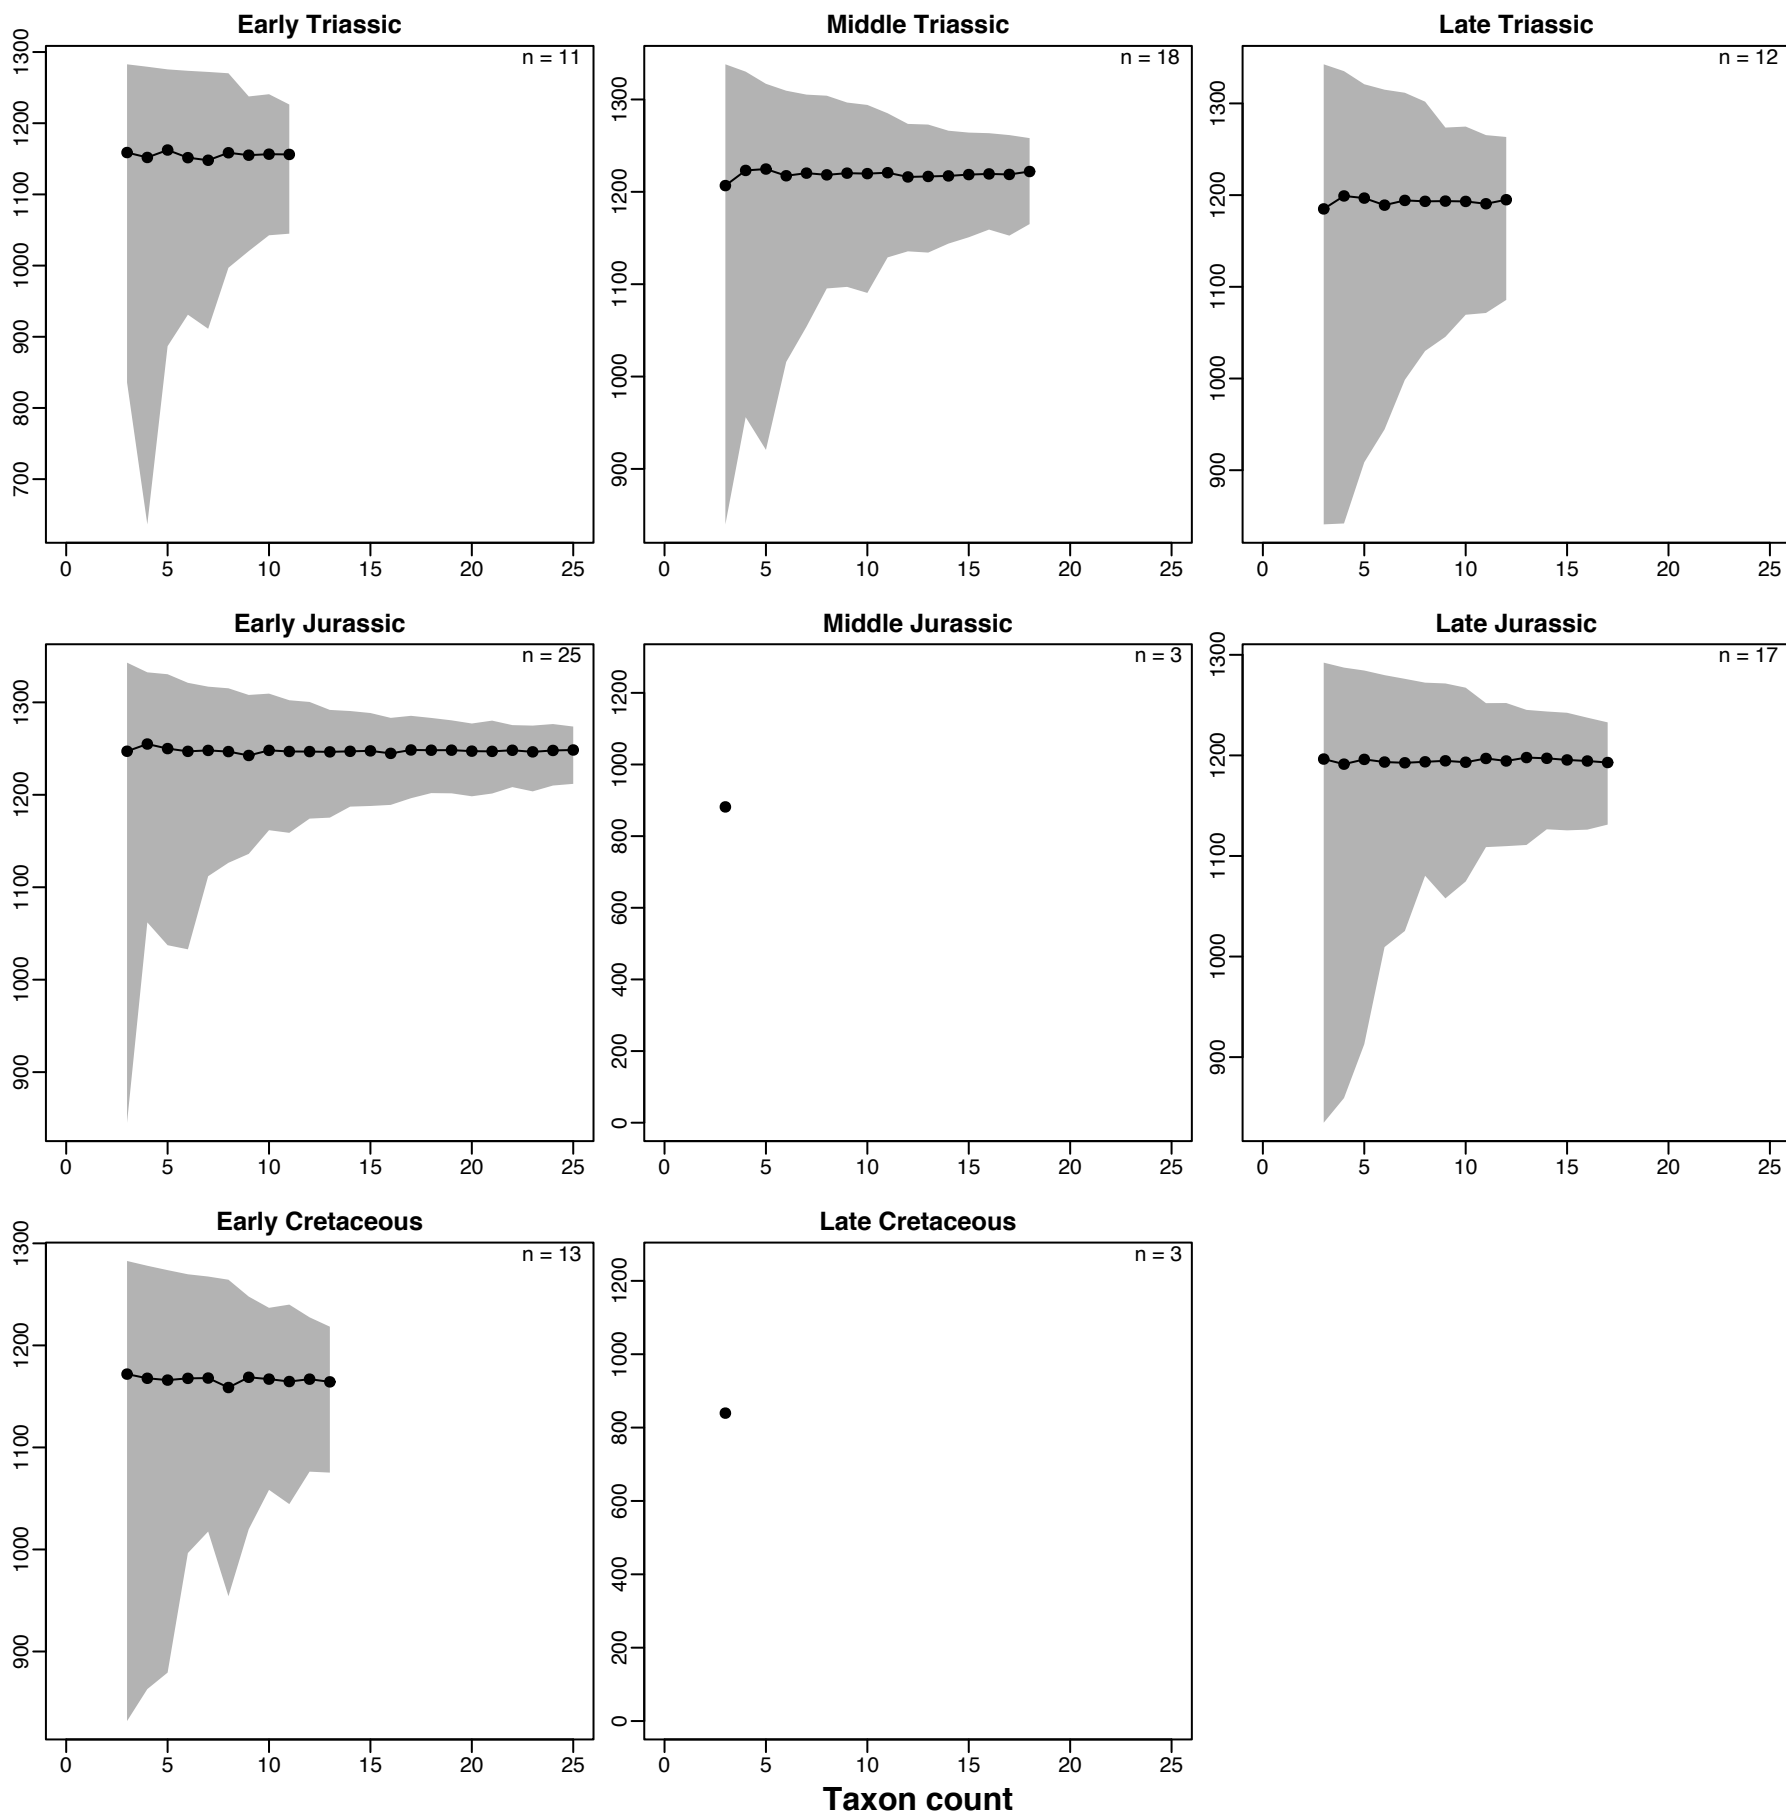 Early Triassic
n = 11
700 800 900 1000 1100 1200 1300
0 5 10 15 20 25
Middle Triassic
n = 18
900 1000 1100 1200 1300
0 5 10 15 20 25
Late Triassic
n = 12
900 1000 1100 1200 1300
0 5 10 15 20 25
Early Jurassic
n = 25
900 1000 1100 1200 1300
0 5 10 15 20 25
Middle Jurassic
n = 3
0 200 400 600 800 1000 1200
0 5 10 15 20 25
Late Jurassic
n = 17
900 1000 1100 1200 1300
0 5 10 15 20 25
Early Cretaceous
n = 13
900 1000 1100 1200 1300
0 5 10 15 20 25
Late Cretaceous
n = 3
0 200 400 600 800 1000 1200
0 5 10 15 20 25
Taxon count